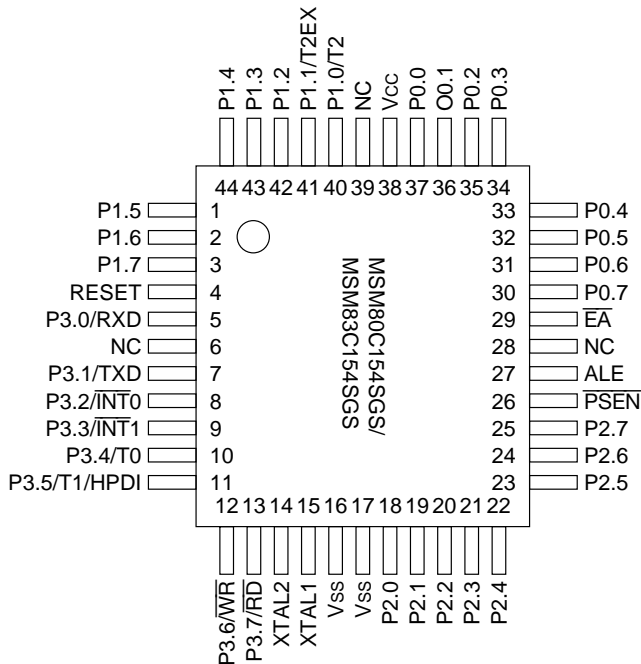 P1.4
P1.3
P1.2
P1.1/T2EX
P1.0/T2
NC
Vcc
P0.0
O0.1
P0.2
P0.3
44 43 42 41 40 39 38 37 36 35 34
P1.5 1
P1.6 2
P1.7 3
RESET 4
P3.0/RXD 5
NC 6
P3.1/TXD 7
P3.2/I̅N̅T̅0 8
P3.3/I̅N̅T̅1 9
P3.4/T0 10
P3.5/T1/HPDI 11
MSM80C154SGS/
MSM83C154SGS
33 P0.4
32 P0.5
31 P0.6
30 P0.7
29 E̅A̅
28 NC
27 ALE
26 P̅S̅E̅N̅
25 P2.7
24 P2.6
23 P2.5
12 13 14 15 16 17 18 19 20 21 22
P3.6/W̅R̅
P3.7/R̅D̅
XTAL2
XTAL1
Vss
Vss
P2.0
P2.1
P2.2
P2.3
P2.4